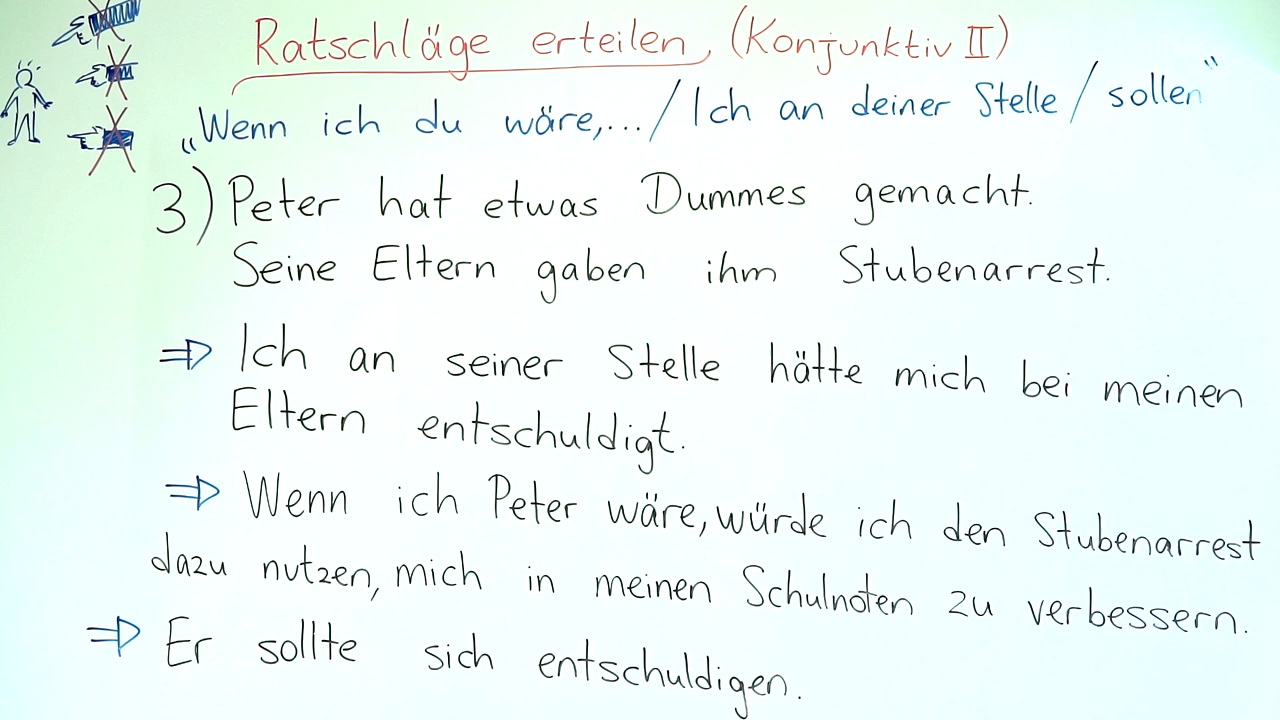 Ratschläge erteilen (Konjunktiv II)
„Wenn ich du wäre,.../Ich an deiner Stelle/sollen"
3) Peter hat etwas Dummes gemacht.
Seine Eltern gaben ihm Stubenarrest.
⇒ Ich an seiner Stelle hätte mich bei meinen
Eltern entschuldigt.
⇒ Wenn ich Peter wäre, würde ich den Stubenarrest
dazu nutzen, mich in meinen Schulnoten zu verbessern.
⇒ Er sollte sich entschuldigen.